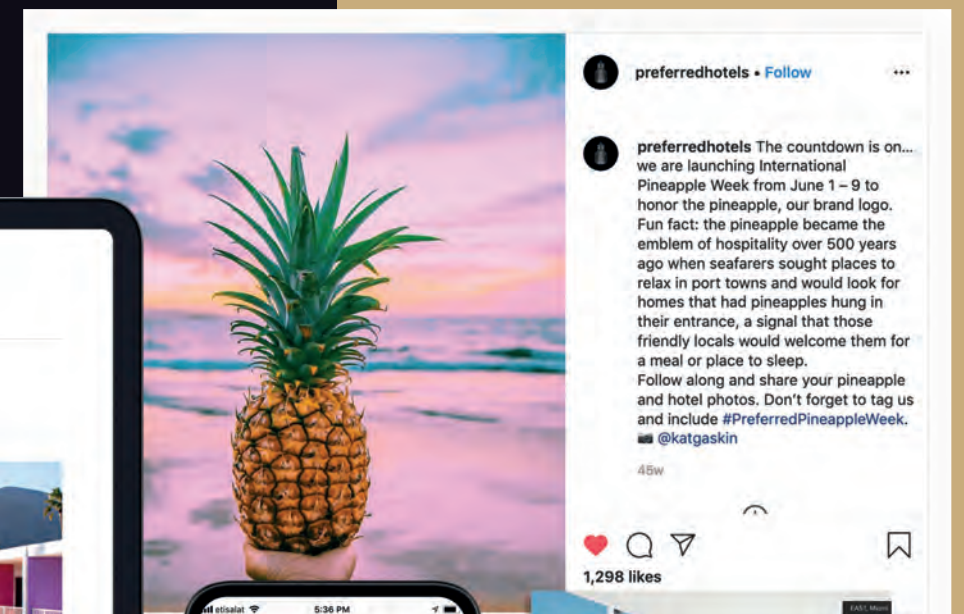 preferredhotels • Follow
preferredhotels The countdown is on...
we are launching International
Pineapple Week from June 1 – 9 to
honor the pineapple, our brand logo.
Fun fact: the pineapple became the
emblem of hospitality over 500 years
ago when seafarers sought places to
relax in port towns and would look for
homes that had pineapples hung in
their entrance, a signal that those
friendly locals would welcome them for
a meal or place to sleep.
Follow along and share your pineapple
and hotel photos. Don't forget to tag us
and include #PreferredPineappleWeek.
📷 @katgaskin
45w
1,298 likes
etisalat 5:36 PM
EAST, Miami